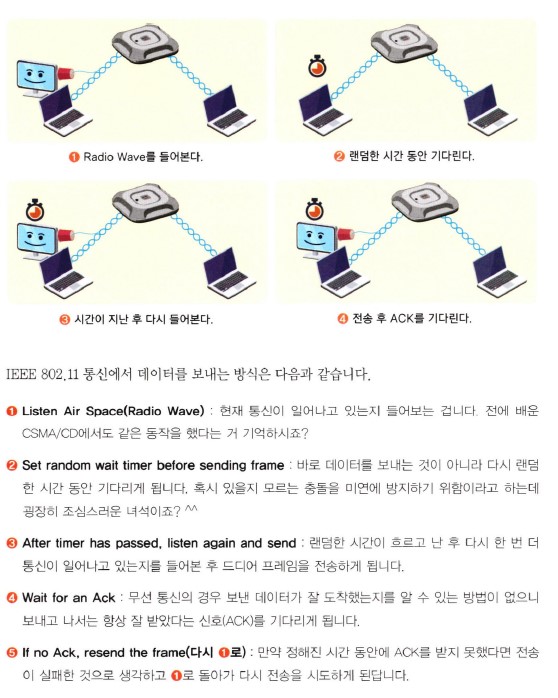 ❶ Radio Wave를 들어본다.
❷ 랜덤한 시간 동안 기다린다.
❸ 시간이 지난 후 다시 들어본다.
❹ 전송 후 ACK를 기다린다.
IEEE 802.11 통신에서 데이터를 보내는 방식은 다음과 같습니다.
❶ Listen Air Space(Radio Wave) : 현재 통신이 일어나고 있는지 들어보는 겁니다. 전에 배운
CSMA/CD에서도 같은 동작을 했다는 거 기억하시죠?
❷ Set random wait timer before sending frame : 바로 데이터를 보내는 것이 아니라 다시 랜덤
한 시간 동안 기다리게 됩니다. 혹시 있을지 모르는 충돌을 미연에 방지하기 위함이라고 하는데
굉장히 조심스러운 녀석이죠? ^^
❸ After timer has passed, listen again and send : 랜덤한 시간이 흐르고 난 후 다시 한 번 더
통신이 일어나고 있는지를 들어본 후 드디어 프레임을 전송하게 됩니다.
❹ Wait for an Ack : 무선 통신의 경우 보낸 데이터가 잘 도착했는지를 알 수 있는 방법이 없으니
보내고 나서는 항상 잘 받았다는 신호(ACK)를 기다리게 됩니다.
❺ If no Ack, resend the frame(다시 ❶로) : 만약 정해진 시간 동안에 ACK를 받지 못했다면 전송
이 실패한 것으로 생각하고 ❶로 돌아가 다시 전송을 시도하게 된답니다.